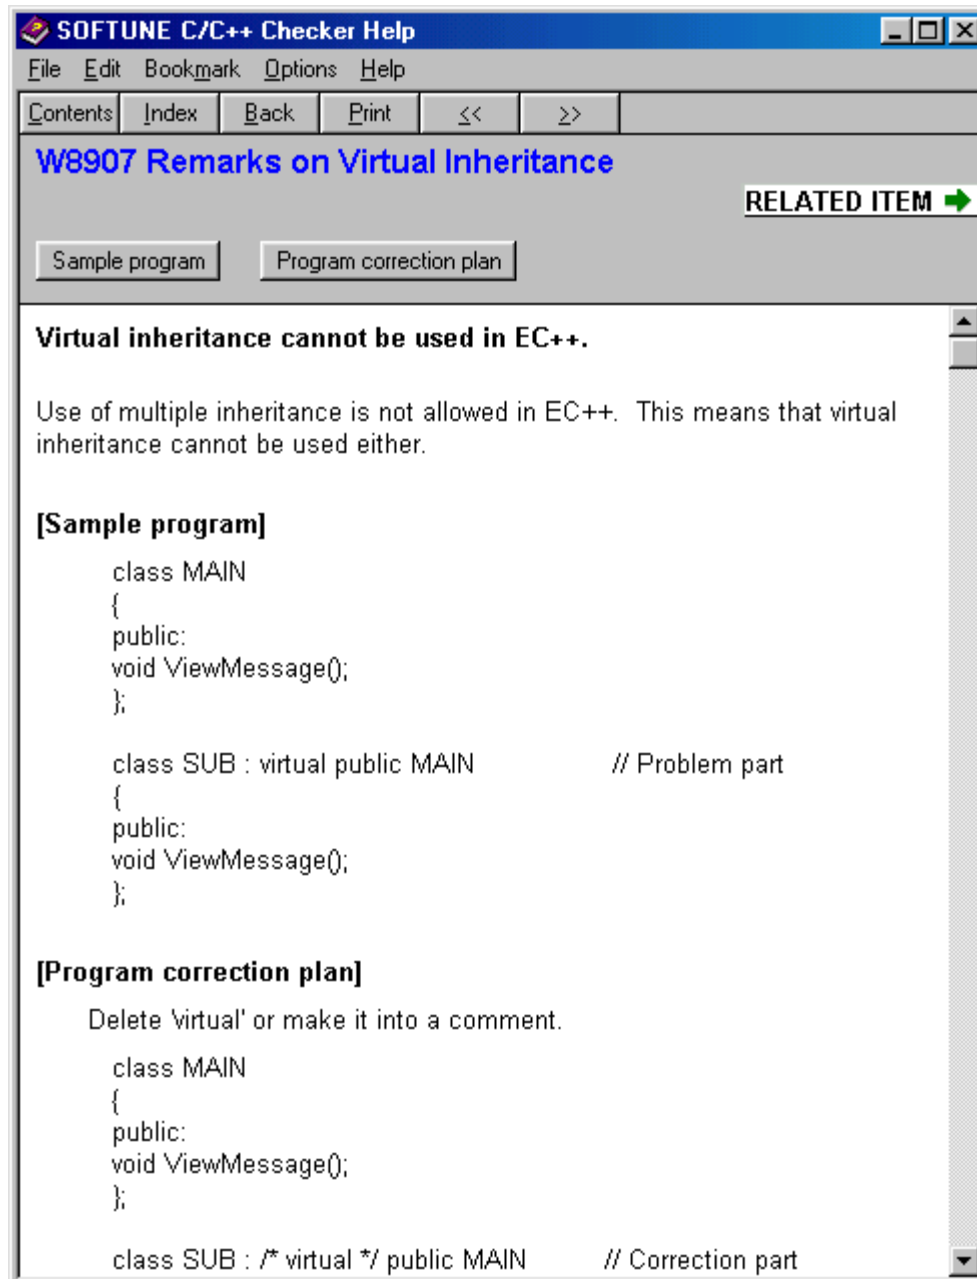 SOFTUNE C/C++ Checker Help
File Edit Bookmark Options Help
Contents Index Back Print << >>
W8907 Remarks on Virtual Inheritance
RELATED ITEM
Sample program Program correction plan
Virtual inheritance cannot be used in EC++.
Use of multiple inheritance is not allowed in EC++. This means that virtual
inheritance cannot be used either.
[Sample program]
class MAIN
{
public:
void ViewMessage();
};
class SUB : virtual public MAIN // Problem part
{
public:
void ViewMessage();
};
[Program correction plan]
Delete 'virtual' or make it into a comment.
class MAIN
{
public:
void ViewMessage();
};
class SUB : /* virtual */ public MAIN // Correction part